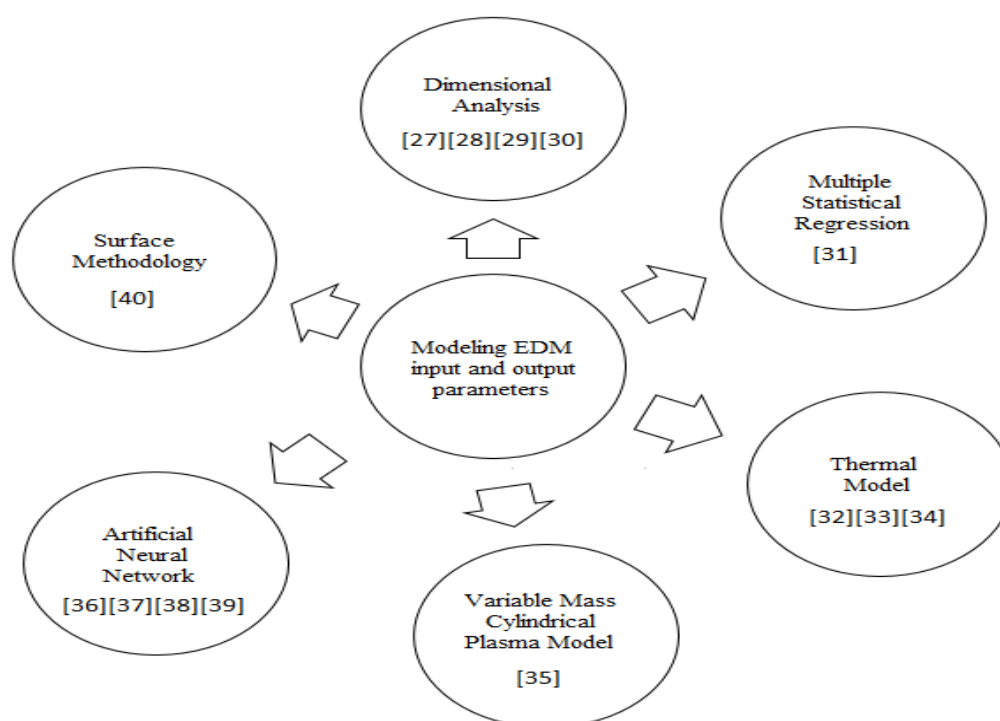 Dimensional
Analysis
[27][28][29][30]
Multiple
Statistical
Regression
[31]
Surface
Methodology
[40]
Modeling EDM
input and output
parameters
Thermal
Model
[32][33][34]
Artificial
Neural
Network
[36][37][38][39]
Variable Mass
Cylindrical
Plasma Model
[35]